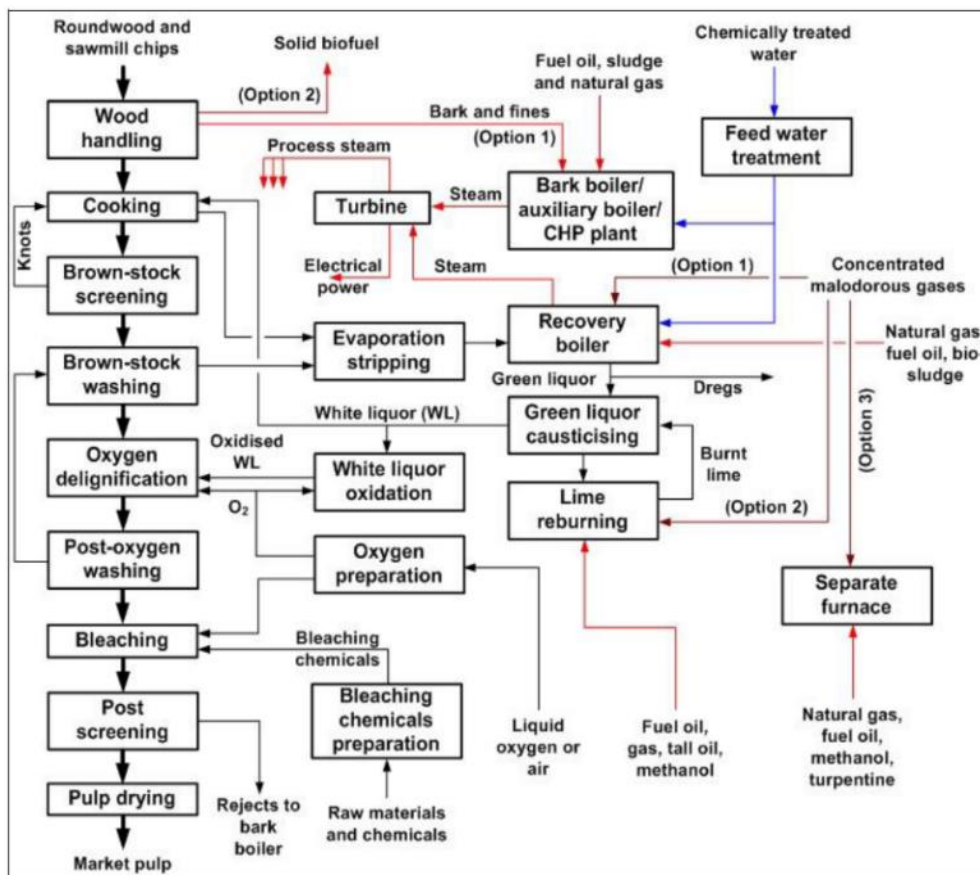 Roundwood and
sawmill chips
Solid biofuel
(Option 2)
Fuel oil, sludge
and natural gas
Chemically treated
water
Wood
handling
Bark and fines
(Option 1)
Feed water
treatment
Process steam
Cooking
Turbine
Steam
Bark boiler/
auxiliary boiler/
CHP plant
Knots
Brown-stock
screening
Electrical
power
Steam
(Option 1)
Concentrated
malodorous gases
Evaporation
stripping
Recovery
boiler
Natural gas,
fuel oil, bio-
sludge
Brown-stock
washing
Green liquor
Dregs
White liquor (WL)
Green liquor
causticising
(Option 3)
Oxygen
delignification
Oxidised
WL
White liquor
oxidation
Burnt
lime
O2
Lime
reburning
(Option 2)
Post-oxygen
washing
Oxygen
preparation
Separate
furnace
Bleaching
Bleaching
chemicals
Post
screening
Bleaching
chemicals
preparation
Liquid
oxygen or
air
Fuel oil,
gas, tall oil,
methanol
Natural gas,
fuel oil,
methanol,
turpentine
Pulp drying
Rejects to
bark
boiler
Raw materials
and chemicals
Market pulp